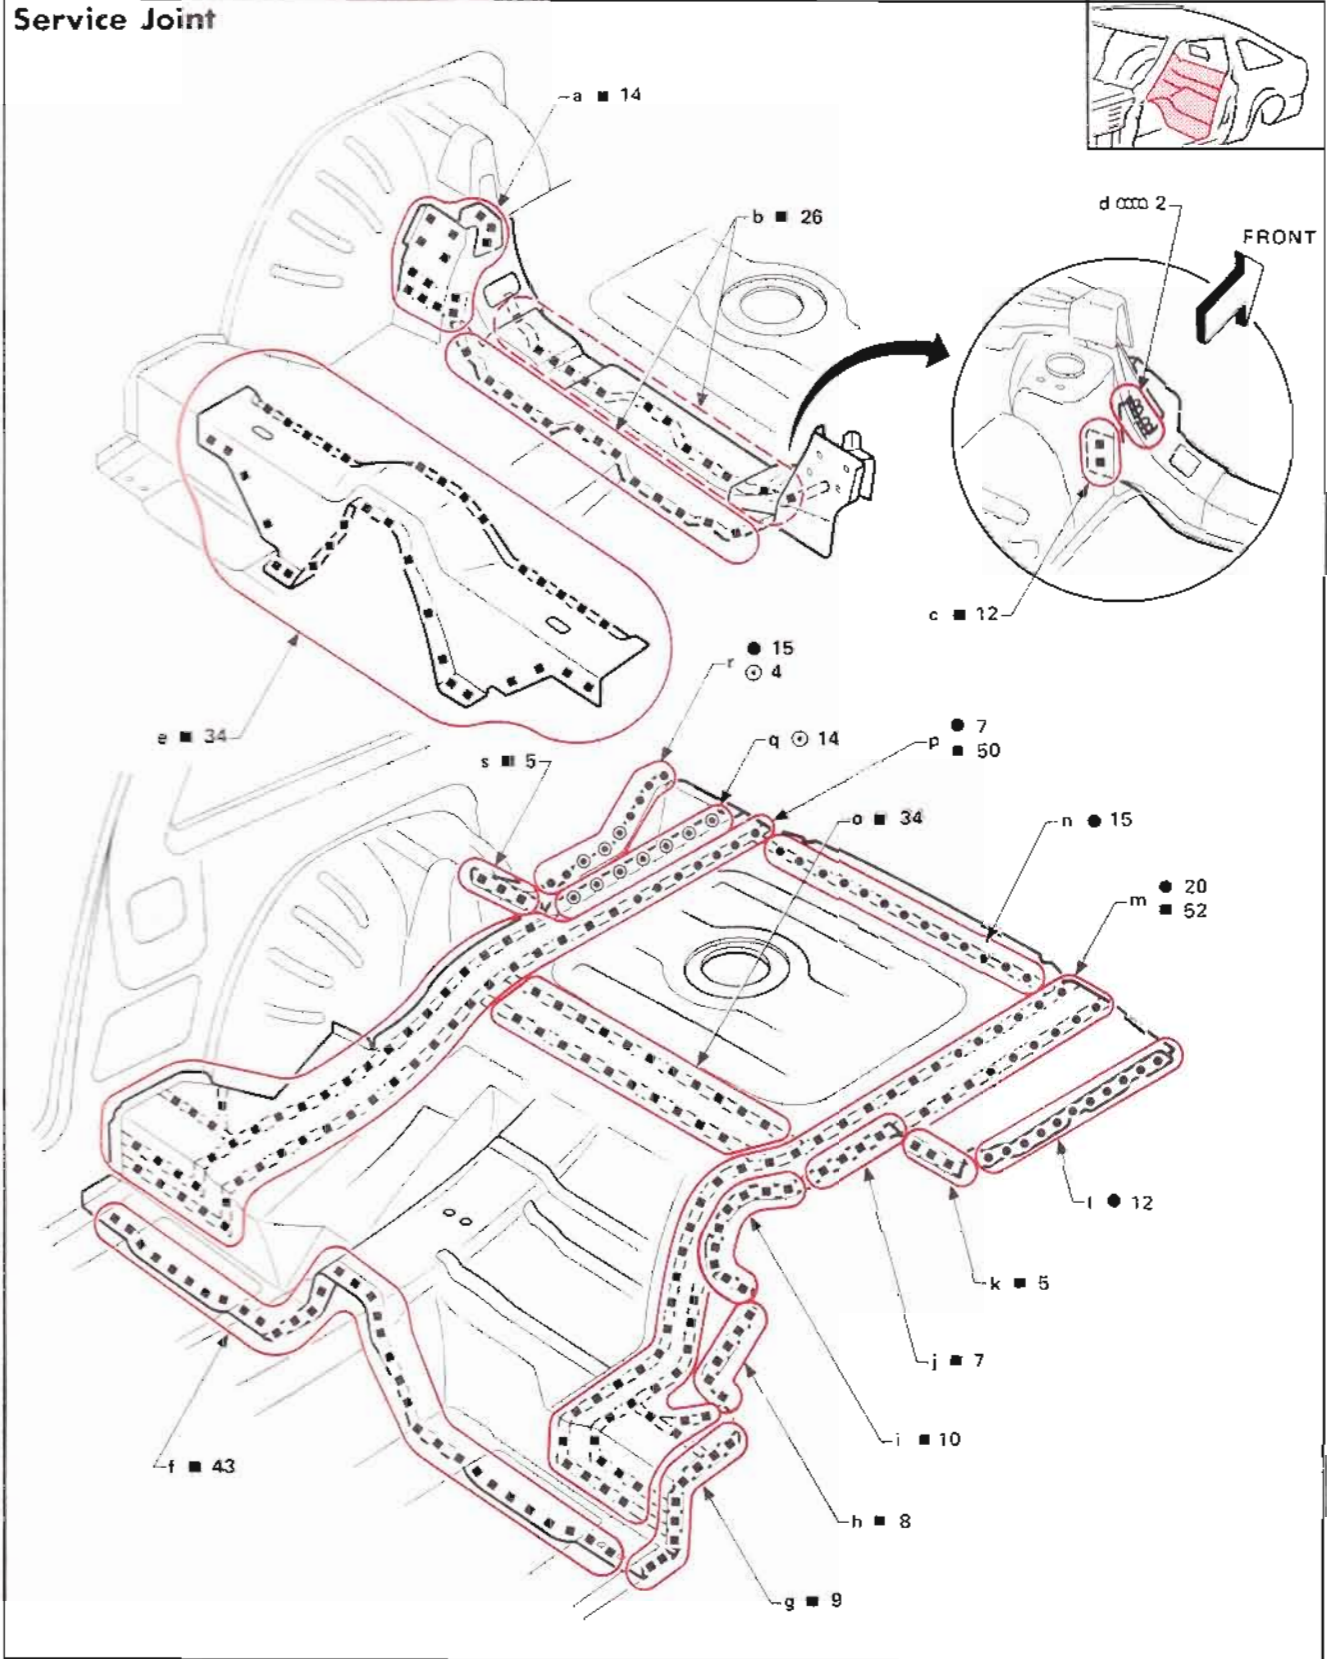 Service Joint
a ■ 14
b ■ 26
d 2
FRONT
c ■ 12
e ■ 34
r ● 15
⊙ 4
q ⊙ 14
p ● 7
■ 50
s ■ 5
o ■ 34
n ● 15
m ● 20
■ 52
l ● 12
k ■ 5
j ■ 7
i ■ 10
f ■ 43
h ■ 8
g ■ 9